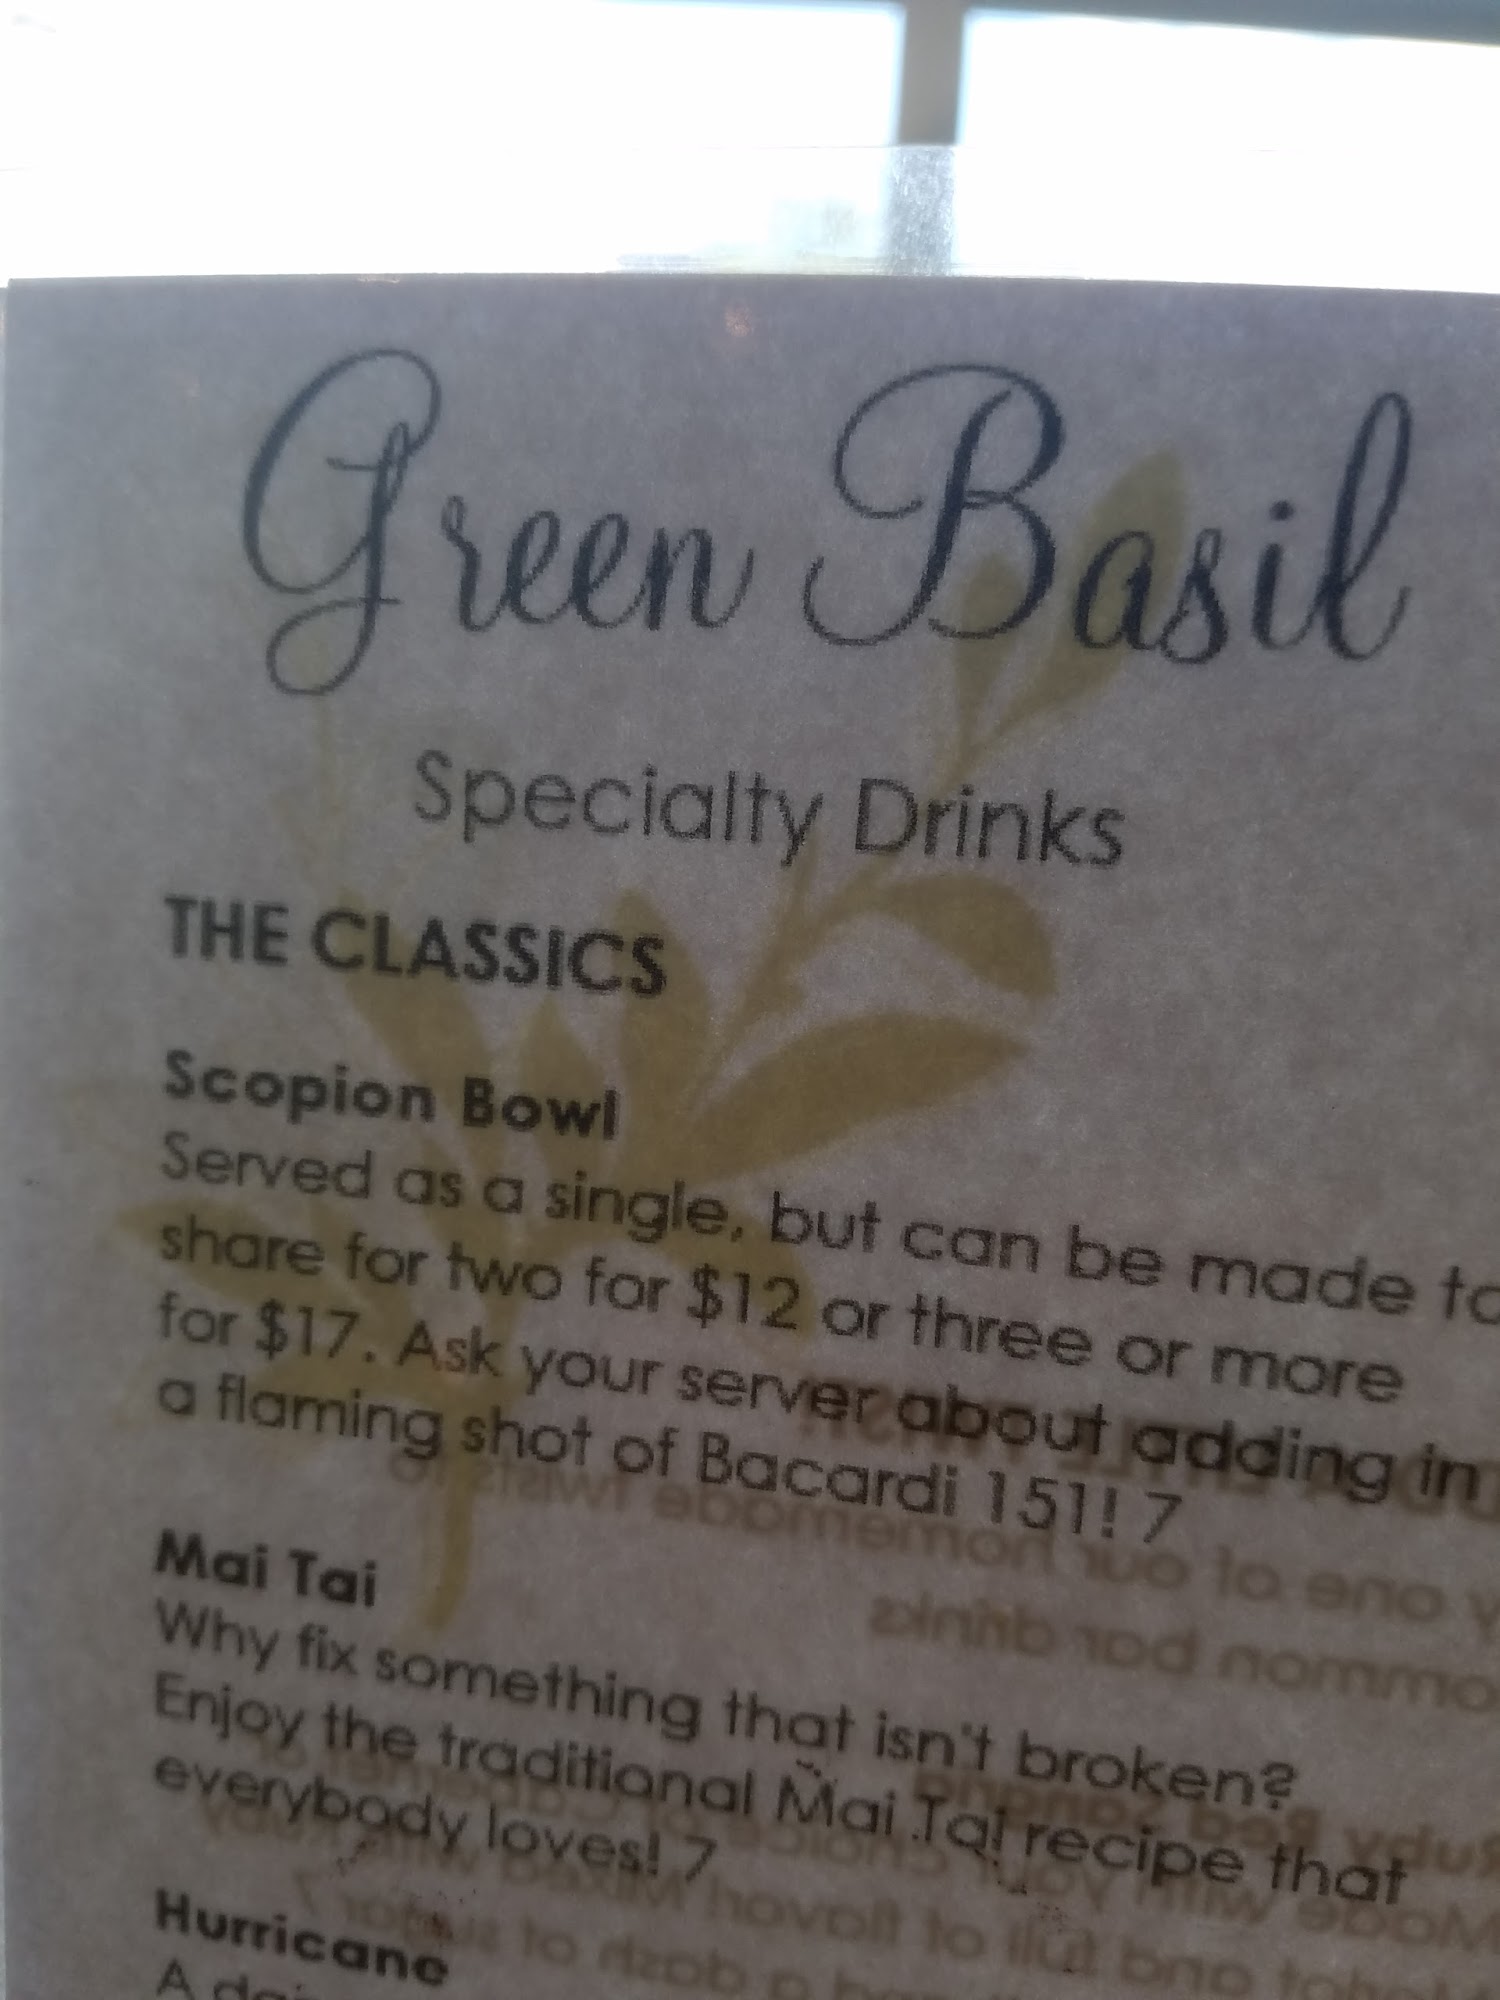 Green Basil
Specialty Drinks
THE CLASSICS
Scopion Bowl
Served as a single, but can be made to
share for two for $12 or three or more
for $17. Ask your server about adding in
a flaming shot of Bacardi 151! 7
Mai Tai
Why fix something that isn't broken?
Enjoy the traditional Mai Tai recipe that
everybody loves! 7
Hurricane
A